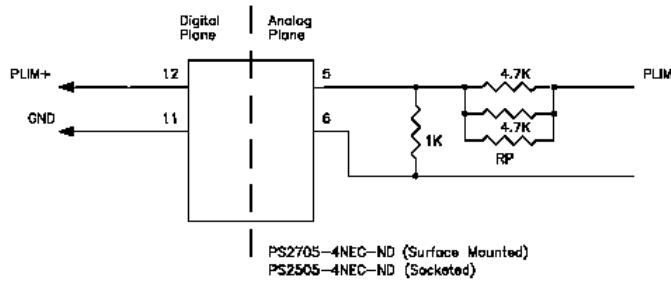 Digital Plane
Analog Plane
PLIM+
12
5
4.7K
PLIM
GND
11
6
1K
4.7K
RP
PS2705-4NEC-ND (Surface Mounted)
PS2505-4NEC-ND (Socketed)